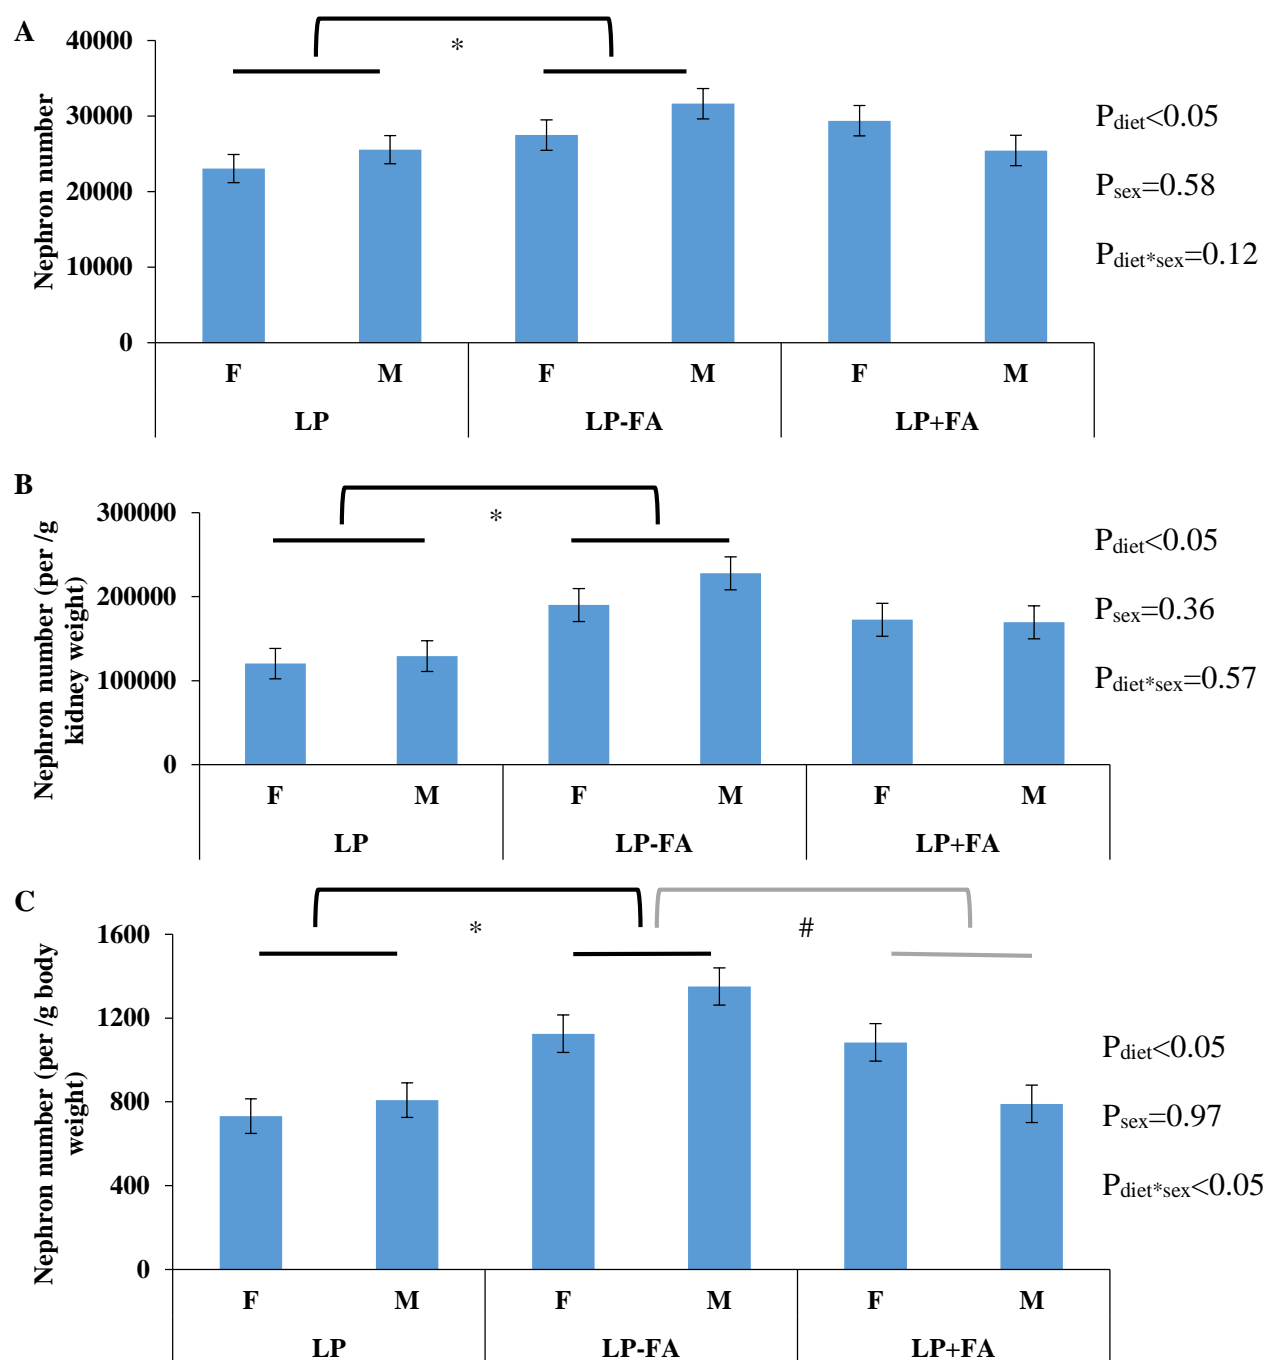 A
40000
30000
20000
10000
0
Nephron number
*
F M F M F M
LP LP-FA LP+FA
Pdiet<0.05
Psex=0.58
Pdiet*sex=0.12
B
300000
200000
100000
0
Nephron number (per /g
kidney weight)
*
F M F M F M
LP LP-FA LP+FA
Pdiet<0.05
Psex=0.36
Pdiet*sex=0.57
C
1600
1200
800
400
0
Nephron number (per /g body
weight)
* #
F M F M F M
LP LP-FA LP+FA
Pdiet<0.05
Psex=0.97
Pdiet*sex<0.05